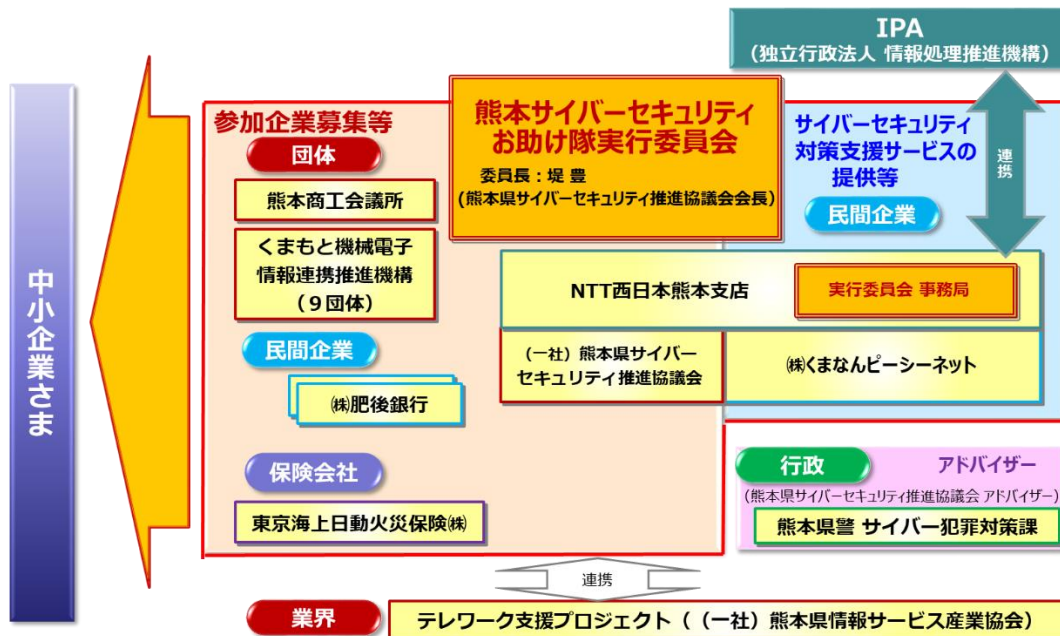 IPA
（独立行政法人 情報処理推進機構）
連携
中小企業さま
熊本サイバーセキュリティ
お助け隊実行委員会
委員長：堤 豊
(熊本県サイバーセキュリティ推進協議会会長）
参加企業募集等
団体
熊本商工会議所
くまもと機械電子
情報連携推進機構
（９団体）
民間企業
㈱肥後銀行
保険会社
東京海上日動火災保険㈱
サイバーセキュリティ
対策支援サービスの
提供等
民間企業
NTT西日本熊本支店
実行委員会 事務局
（一社）熊本県サイバー
セキュリティ推進協議会
㈱くまなんピーシーネット
行政
アドバイザー
(熊本県サイバーセキュリティ推進協議会 アドバイザー)
熊本県警 サイバー犯罪対策課
連携
業界
テレワーク支援プロジェクト（（一社）熊本県情報サービス産業協会）